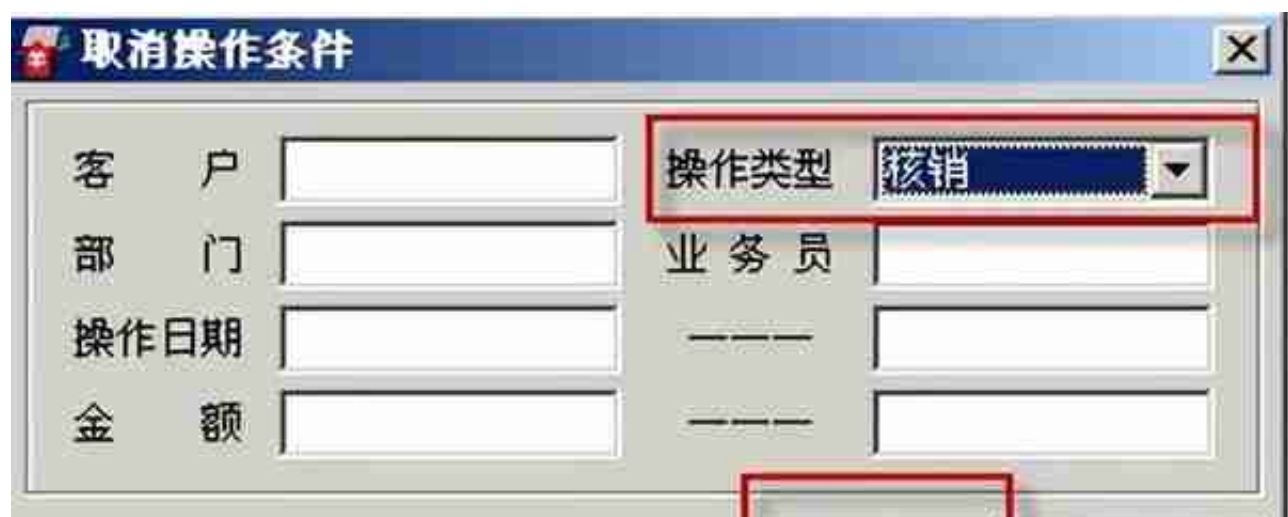 取消操作条件
客 户 操作类型 核销
部 门 业务员
操作日期 ———
金 额 ———